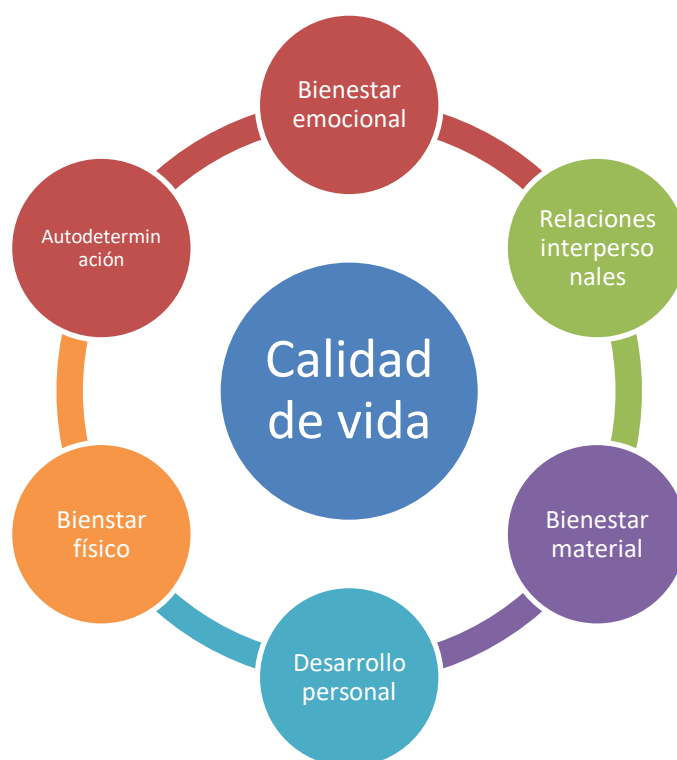 Bienestar
emocional
Relaciones
interperso
nales
Bienestar
material
Desarrollo
personal
Bienstar
físico
Autodetermin
ación
Calidad
de vida